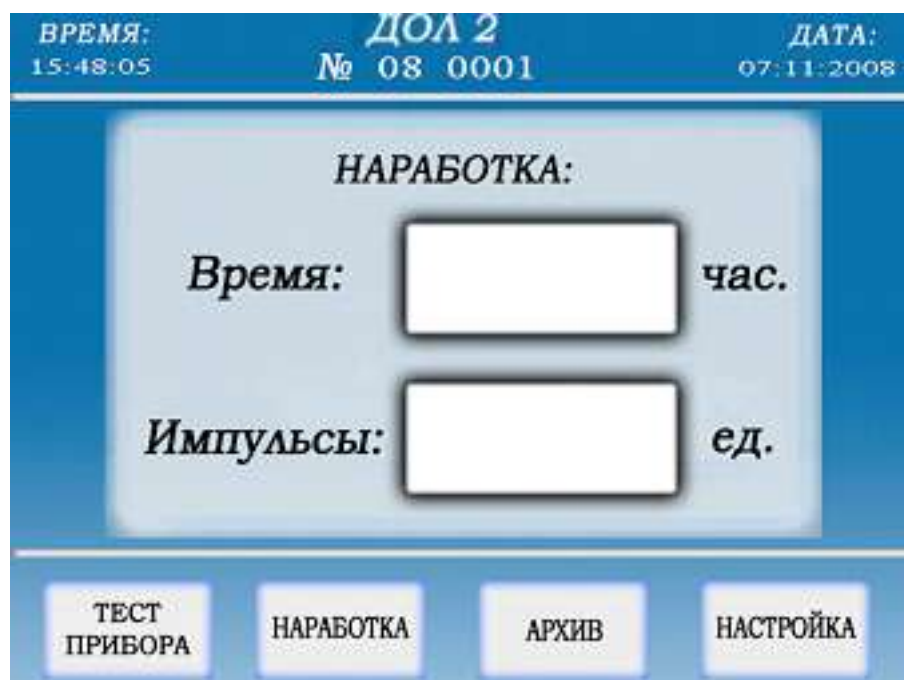 ВРЕМЯ:
15:48:05
ДОЛ 2
№ 08 0001
ДАТА:
07:11:2008
НАРАБОТКА:
Время:
час.
Импульсы:
ед.
ТЕСТ
ПРИБОРА
НАРАБОТКА
АРХИВ
НАСТРОЙКА